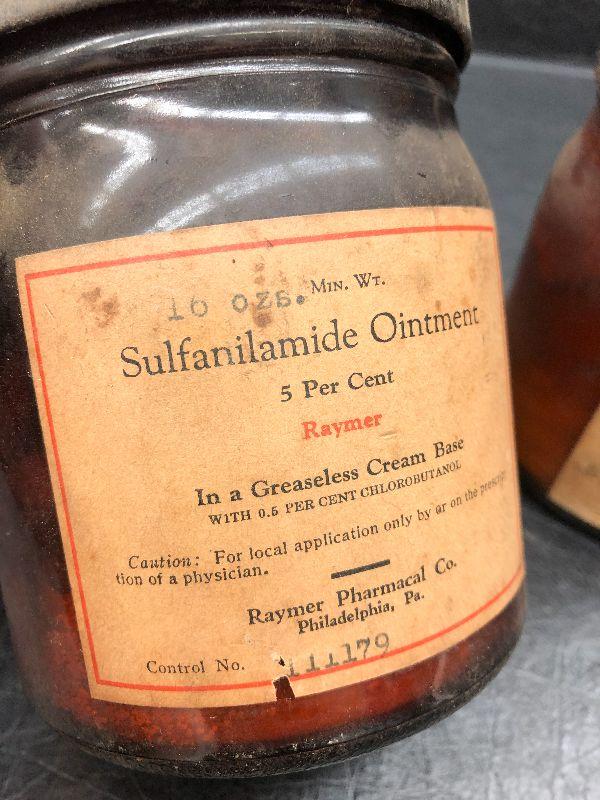 16 ozs. Min. Wt.
Sulfanilamide Ointment
5 Per Cent
Raymer
In a Greaseless Cream Base
WITH 0.5 PER CENT CHLOROBUTANOL
Caution: For local application only by or on the prescrip-
tion of a physician.
Raymer Pharmacal Co.
Philadelphia, Pa.
Control No. 111179